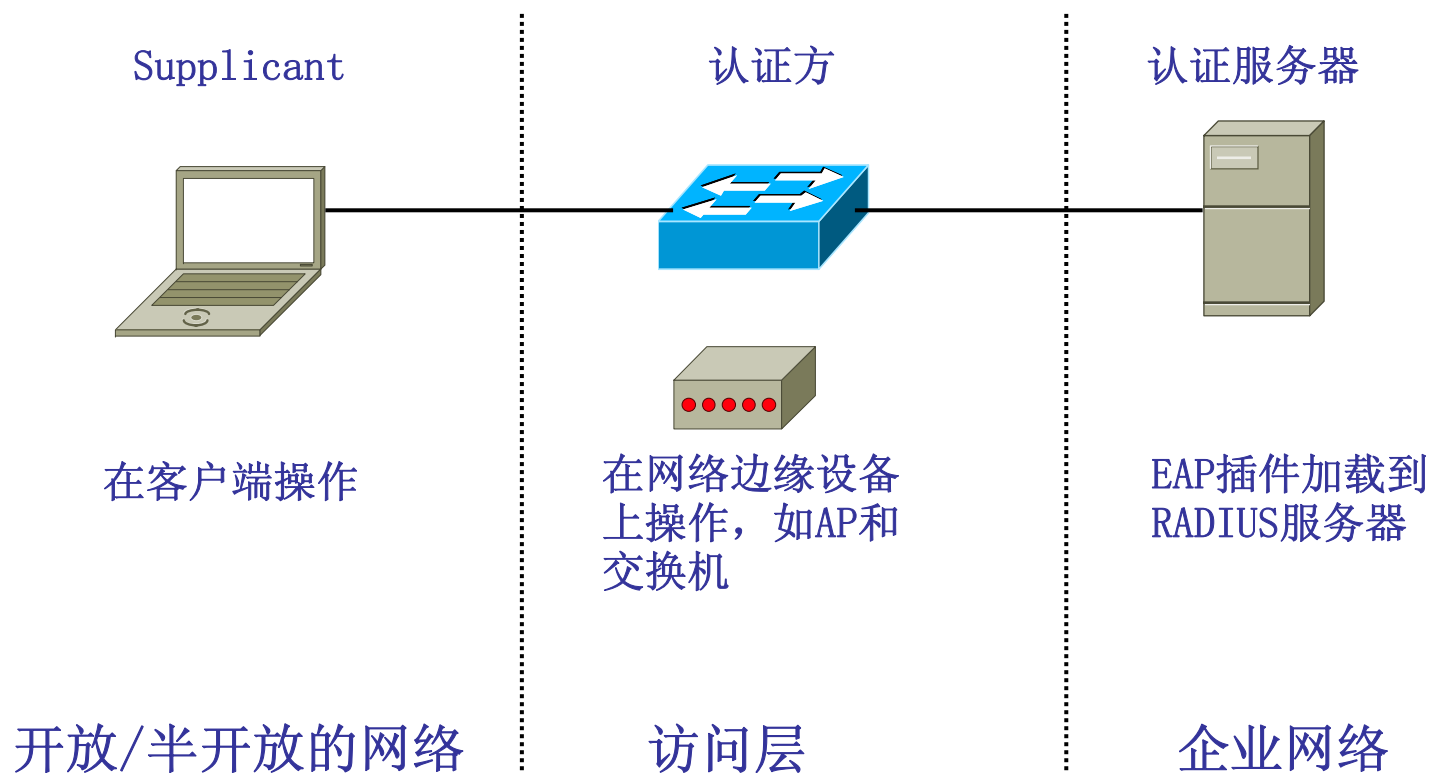 Supplicant
认证方
认证服务器
在客户端操作
在网络边缘设备
上操作，如AP和
交换机
EAP插件加载到
RADIUS服务器
开放/半开放的网络
访问层
企业网络